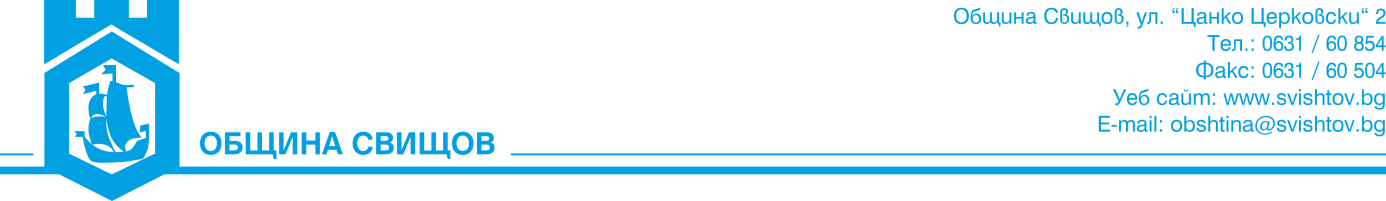 Община Свищов, ул. “Цанко Церковски“ 2
Тел.: 0631 / 60 854
Факс: 0631 / 60 504
Уеб сайт: www.svishtov.bg
E-mail: obshtina@svishtov.bg
ОБЩИНА СВИЩОВ